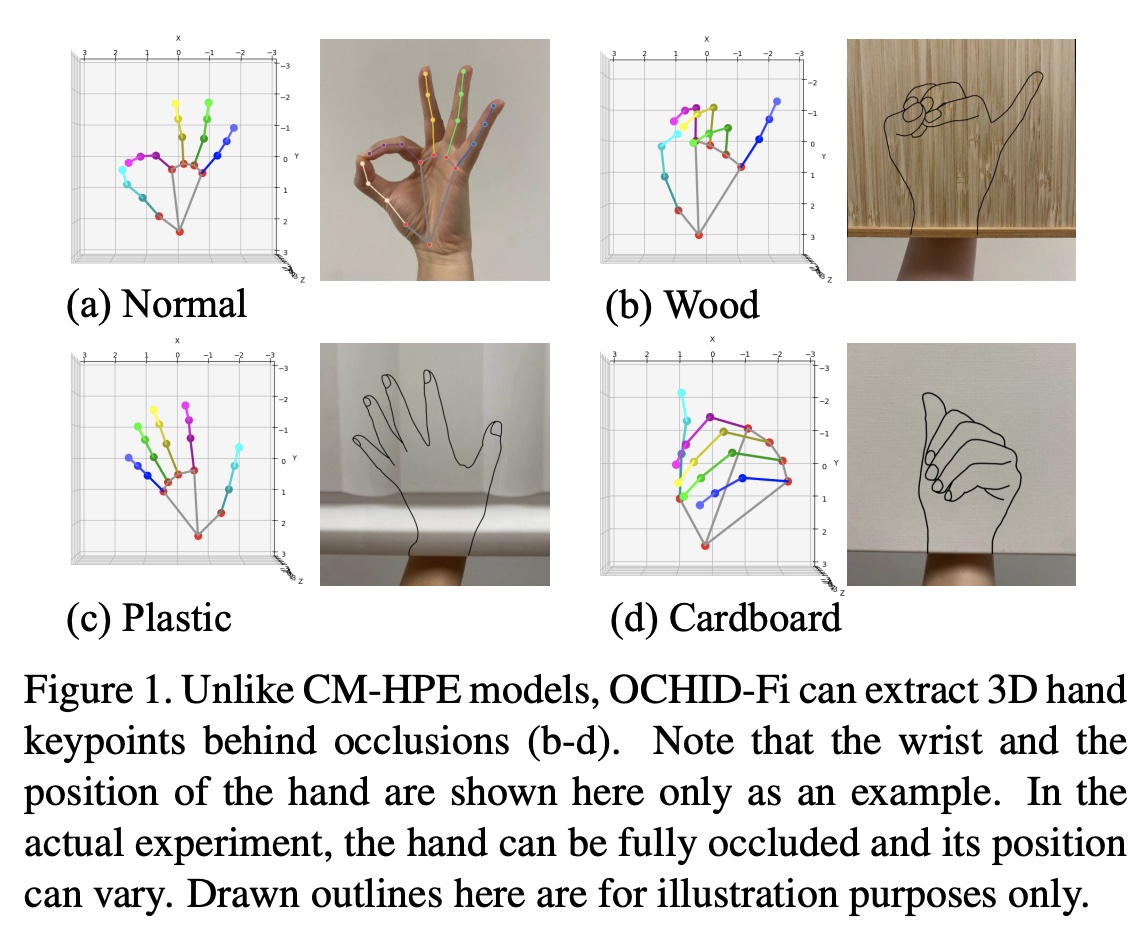 X
3 2 1 0 −1 −2 −3
−3
−2
−1
0 Y
1
2
3
Z
(a) Normal
X
3 2 1 0 −1 −2 −3
−2
−1
0
Y
1
2
3
Z
(b) Wood
X
3 2 1 0 −1 −2 −3
−3
−2
−1
0 Y
1
2
3
Z
(c) Plastic
X
3 2 1 0 −1 −2 −3
−3
−2
−1
0 Y
1
2
3
Z
(d) Cardboard
Figure 1. Unlike CM-HPE models, OCHID-Fi can extract 3D hand
keypoints behind occlusions (b-d). Note that the wrist and the
position of the hand are shown here only as an example. In the
actual experiment, the hand can be fully occluded and its position
can vary. Drawn outlines here are for illustration purposes only.